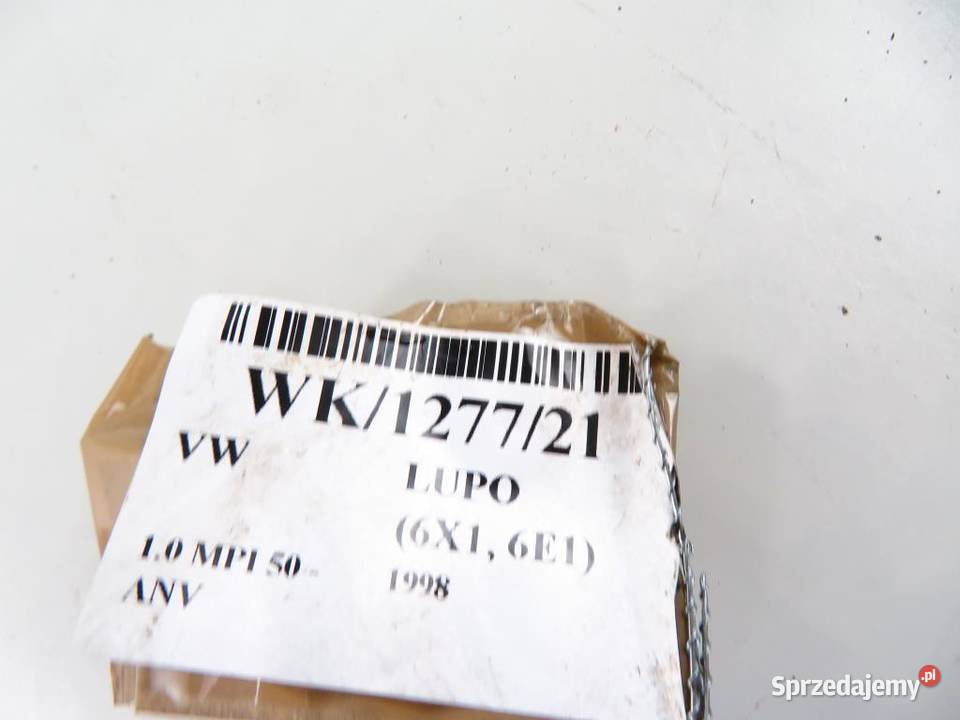 WK/1277/21
VW
LUPO
(6X1, 6E1)
1.0 MPI 50 -
1998
ANV
Sprzedajemy.pl